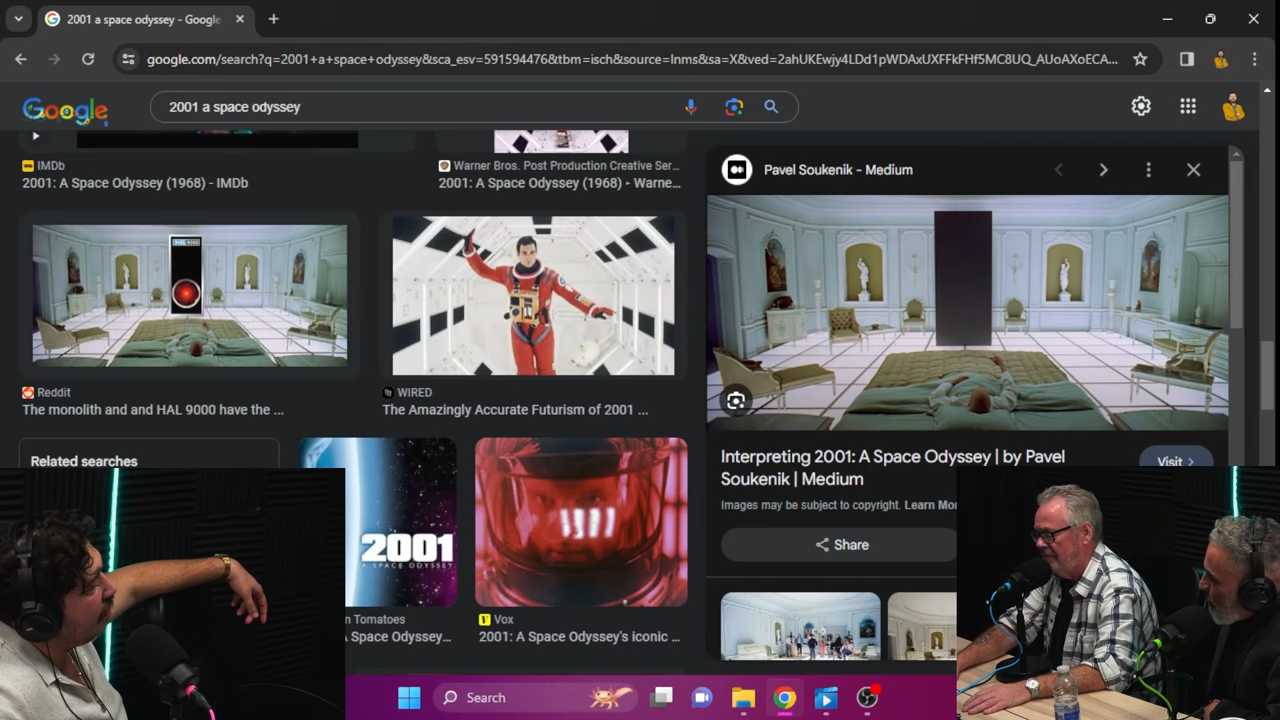 2001 a space odyssey - Google
google.com/search?q=2001+a+space+odyssey&sca_esv=591594476&tbm=isch&source=lnms&sa=X&ved=2ahUKEwjy4LDd1pWDAxUXFFkFHf5MC8UQ_AUoAXoECA...
Google
2001 a space odyssey
IMDb
2001: A Space Odyssey (1968) - IMDb
Warner Bros. Post Production Creative Ser...
2001: A Space Odyssey (1968) ▸ Warne...
Pavel Soukenik - Medium
HAL 9000
Reddit
The monolith and and HAL 9000 have the ...
WIRED
The Amazingly Accurate Futurism of 2001 ...
Interpreting 2001: A Space Odyssey | by Pavel
Soukenik | Medium
Visit
Images may be subject to copyright. Learn Mo
Share
Related searches
2001
A SPACE ODYSSEY
n Tomatoes
A Space Odyssey...
Vox
2001: A Space Odyssey's iconic ...
Search